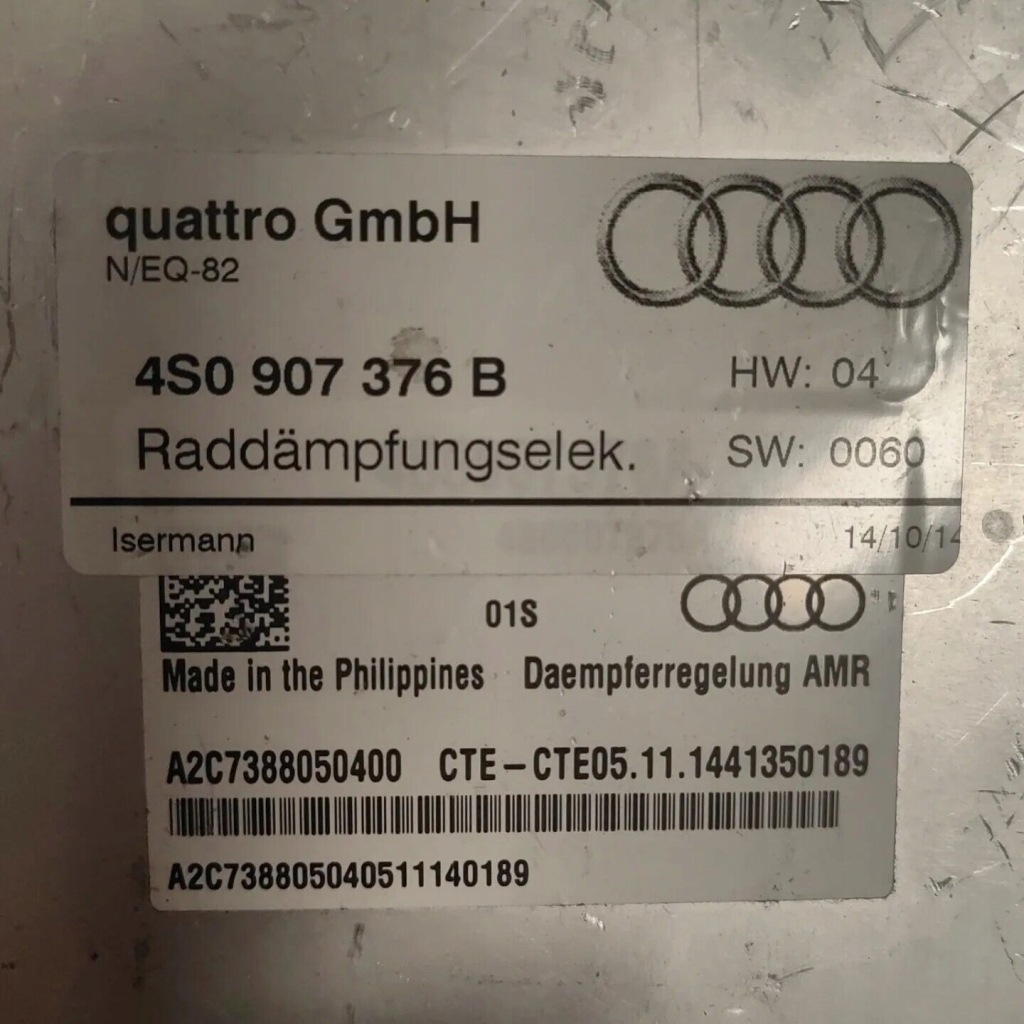 quattro GmbH
N/EQ-82
4S0 907 376 B HW: 04
Raddämpfungselek. SW: 0060
Isermann 14/10/14
01S
Made in the Philippines Daempferregelung AMR
A2C7388050400 CTE-CTE05.11.1441350189
A2C738805040511140189